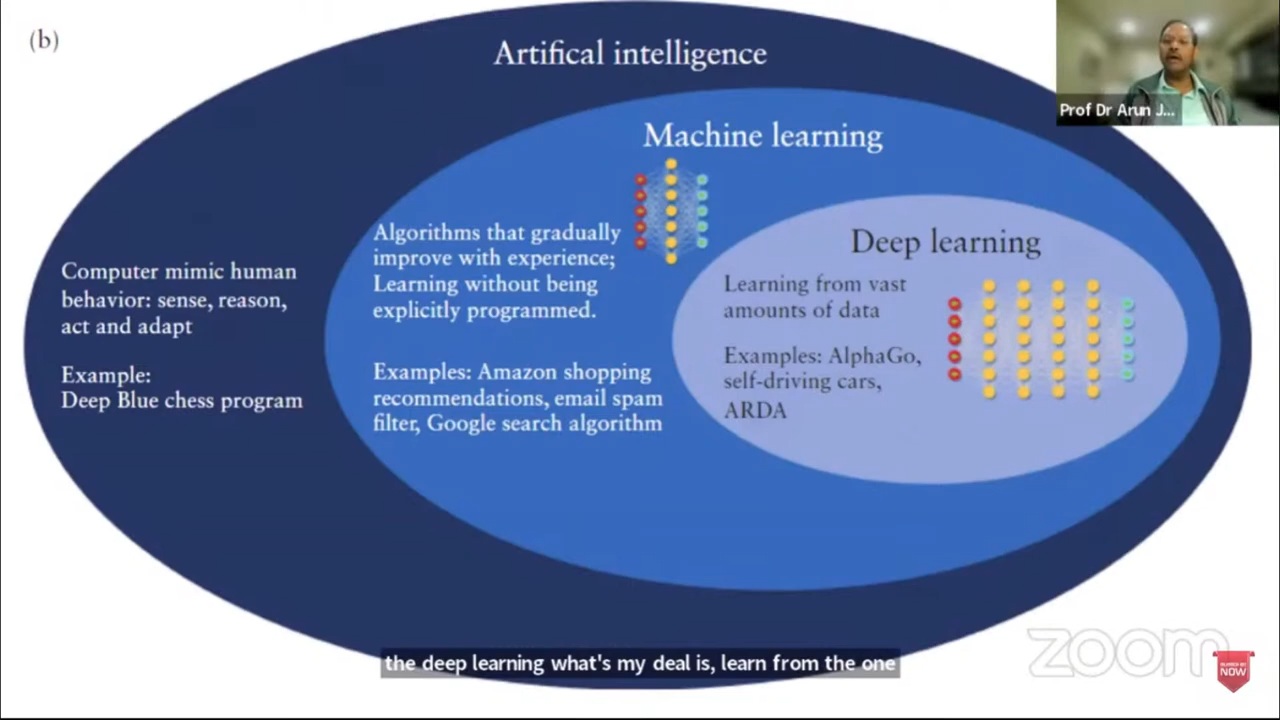 (b)
Artifical intelligence
Prof Dr Arun J...
Machine learning
Algorithms that gradually
improve with experience;
Learning without being
explicitly programmed.
Examples: Amazon shopping
recommendations, email spam
filter, Google search algorithm
Deep learning
Learning from vast
amounts of data
Examples: AlphaGo,
self-driving cars,
ARDA
Computer mimic human
behavior: sense, reason,
act and adapt
Example:
Deep Blue chess program
the deep learning what's my deal is, learn from the one
zoom
NOW